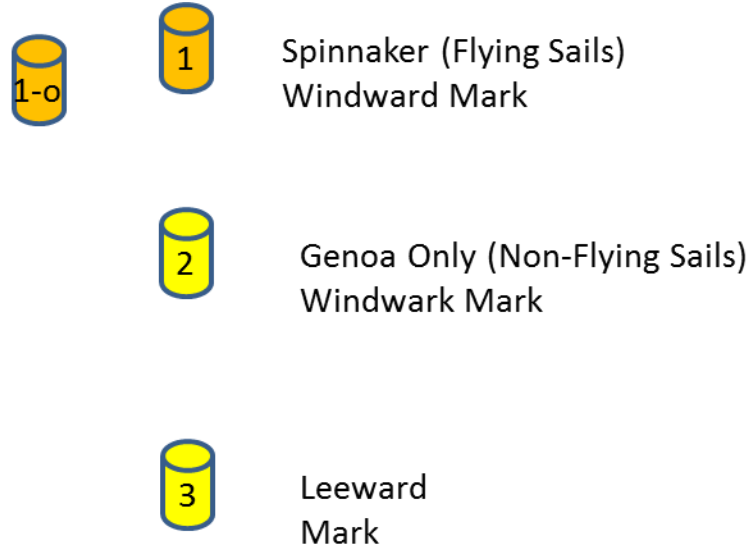 1
Spinnaker (Flying Sails)
1-o
Windward Mark
2
Genoa Only (Non-Flying Sails)
Windwark Mark
3
Leeward
Mark